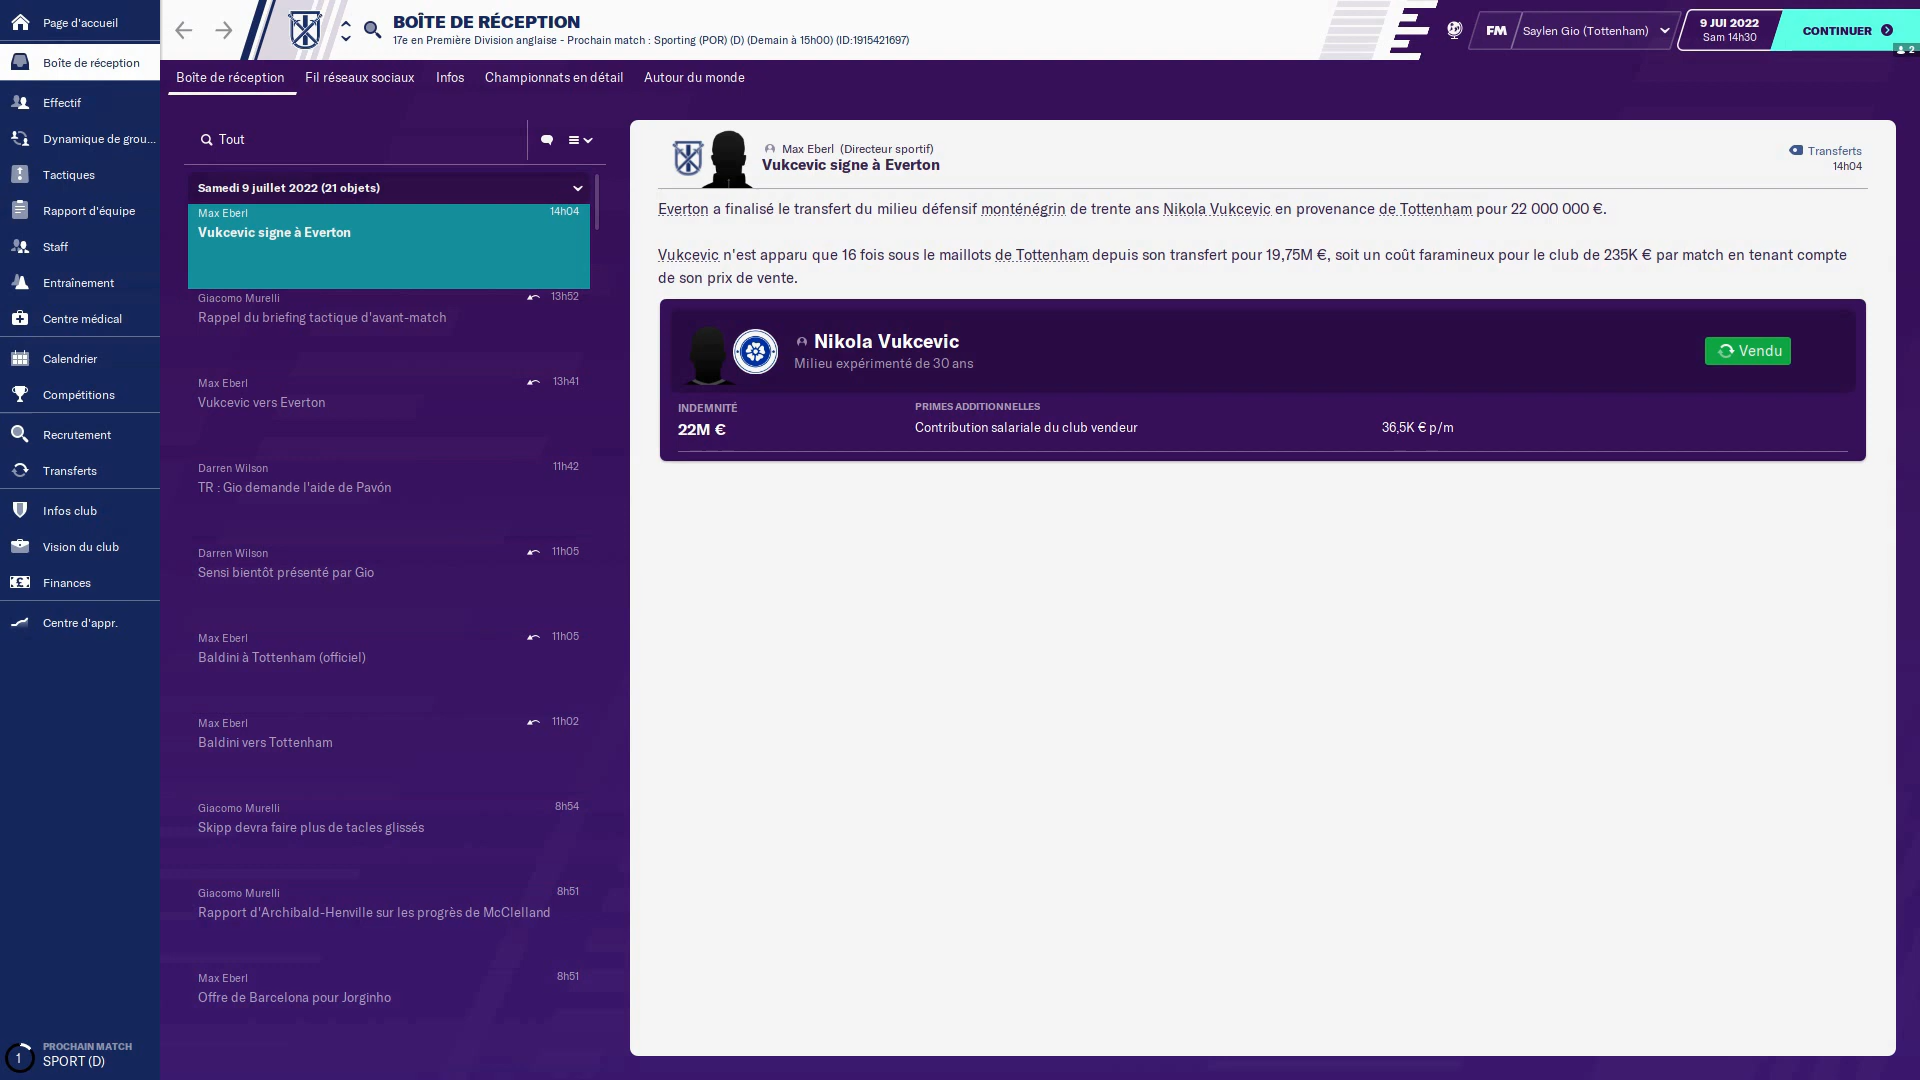 Page d'accueil
Boîte de réception
Effectif
Dynamique de grou...
Tactiques
Rapport d'équipe
Staff
Entraînement
Centre médical
Calendrier
Compétitions
Recrutement
Transferts
Infos club
Vision du club
Finances
Centre d'appr.
1
PROCHAIN MATCH
SPORT (D)
BOÎTE DE RÉCEPTION
17e en Première Division anglaise - Prochain match : Sporting (POR) (D) (Demain à 15h00) (ID:1915421697)
FM
Saylen Gio (Tottenham)
9 JUI 2022
Sam 14h30
CONTINUER
2
Boîte de réception
Fil réseaux sociaux
Infos
Championnats en détail
Autour du monde
Tout
Samedi 9 juillet 2022 (21 objets)
Max Eberl 14h04
Vukcevic signe à Everton
Giacomo Murelli 13h52
Rappel du briefing tactique d'avant-match
Max Eberl 13h41
Vukcevic vers Everton
Darren Wilson 11h42
TR : Gio demande l'aide de Pavón
Darren Wilson 11h05
Sensi bientôt présenté par Gio
Max Eberl 11h05
Baldini à Tottenham (officiel)
Max Eberl 11h02
Baldini vers Tottenham
Giacomo Murelli 8h54
Skipp devra faire plus de tacles glissés
Giacomo Murelli 8h51
Rapport d'Archibald-Henville sur les progrès de McClelland
Max Eberl 8h51
Offre de Barcelona pour Jorginho
Max Eberl (Directeur sportif)
Vukcevic signe à Everton
Transferts
14h04
Everton a finalisé le transfert du milieu défensif monténégrin de trente ans Nikola Vukcevic en provenance de Tottenham pour 22 000 000 €.
Vukcevic n'est apparu que 16 fois sous le maillots de Tottenham depuis son transfert pour 19,75M €, soit un coût faramineux pour le club de 235K € par match en tenant compte
de son prix de vente.
Nikola Vukcevic
Milieu expérimenté de 30 ans
Vendu
INDEMNITÉ
22M €
PRIMES ADDITIONNELLES
Contribution salariale du club vendeur 36,5K € p/m